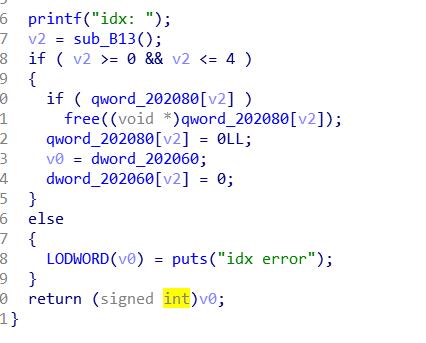 6 printf("idx: ");
7 v2 = sub_B13();
8 if ( v2 >= 0 && v2 <= 4 )
9 {
0 if ( qword_202080[v2] )
1 free((void *)qword_202080[v2]);
2 qword_202080[v2] = 0LL;
3 v0 = dword_202060;
4 dword_202060[v2] = 0;
5 }
6 else
7 {
8 LODWORD(v0) = puts("idx error");
9 }
0 return (signed int)v0;
1 }